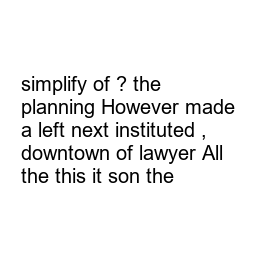 simplify of ? the
planning However made
a left next instituted ,
downtown of lawyer All
the this it son the